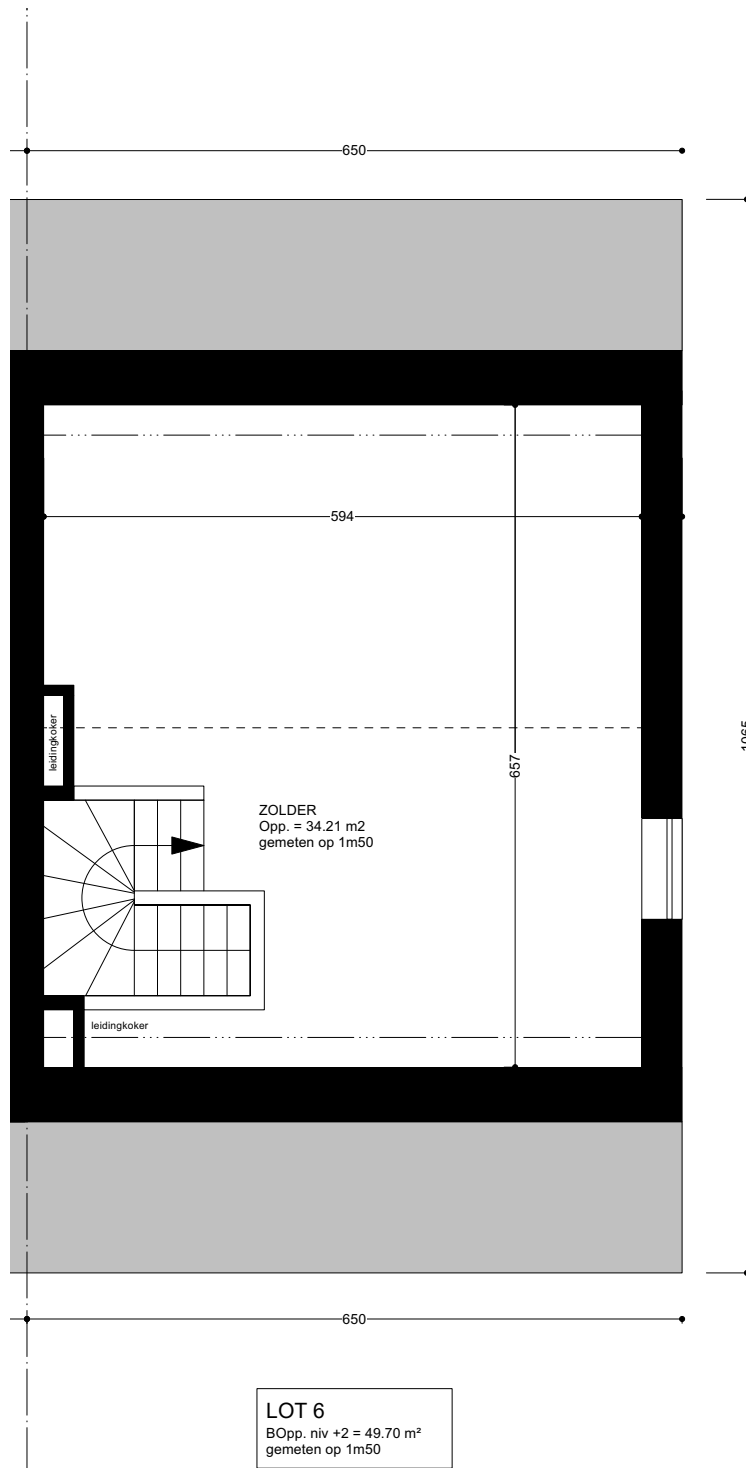 650
594
leidingkoker
657
1065
ZOLDER
Opp. = 34.21 m2
gemeten op 1m50
leidingkoker
650
LOT 6
BOpp. niv +2 = 49.70 m²
gemeten op 1m50